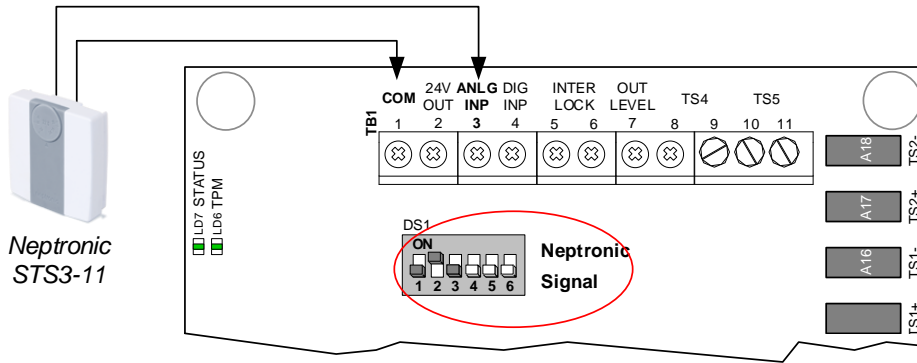 24V ANLG DIG INTER OUT
COM OUT INP INP LOCK LEVEL TS4 TS5
TB1
1 2 3 4 5 6 7 8 9 10 11
A18 TS2-
LD7 STATUS
LD6 TPM
A17 TS2+
DS1
ON
Neptronic
Signal
1 2 3 4 5 6
Neptronic
STS3-11
A16 TS1-
TS1+